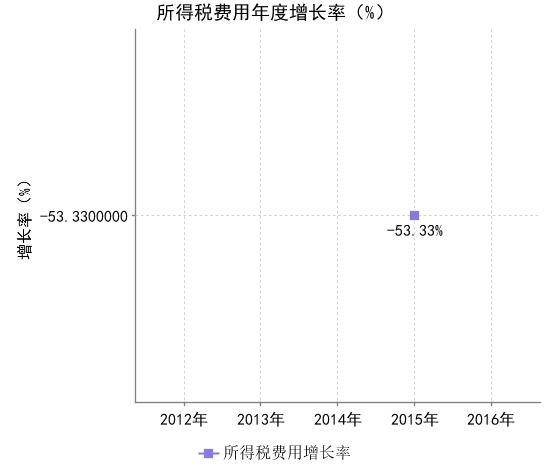 所得税费用年度增长率（%）
增长率（%）
-53.3300000
-53.33%
2012年 2013年 2014年 2015年 2016年
所得税费用增长率